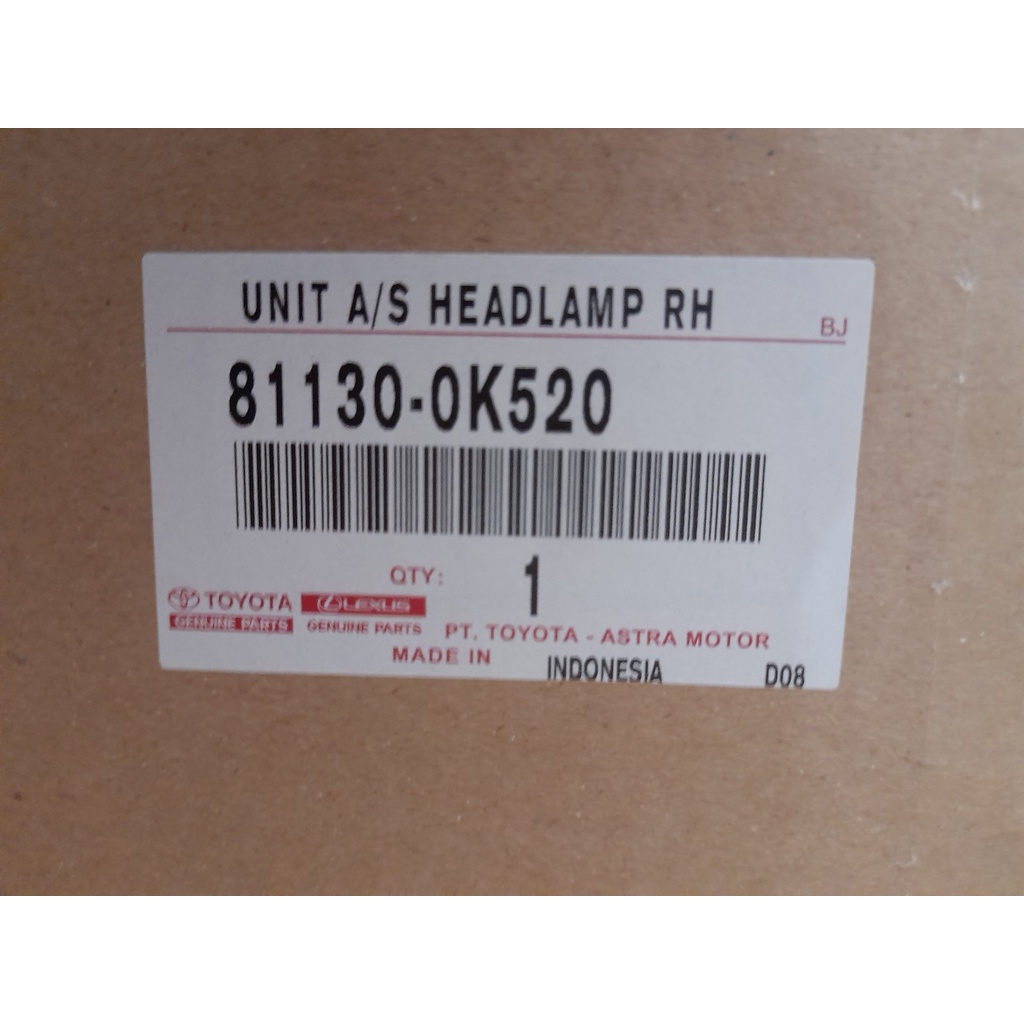 UNIT A/S HEADLAMP RH
BJ
81130-0K520
QTY: 1
TOYOTA LEXUS
GENUINE PARTS GENUINE PARTS PT. TOYOTA - ASTRA MOTOR
MADE IN INDONESIA D08